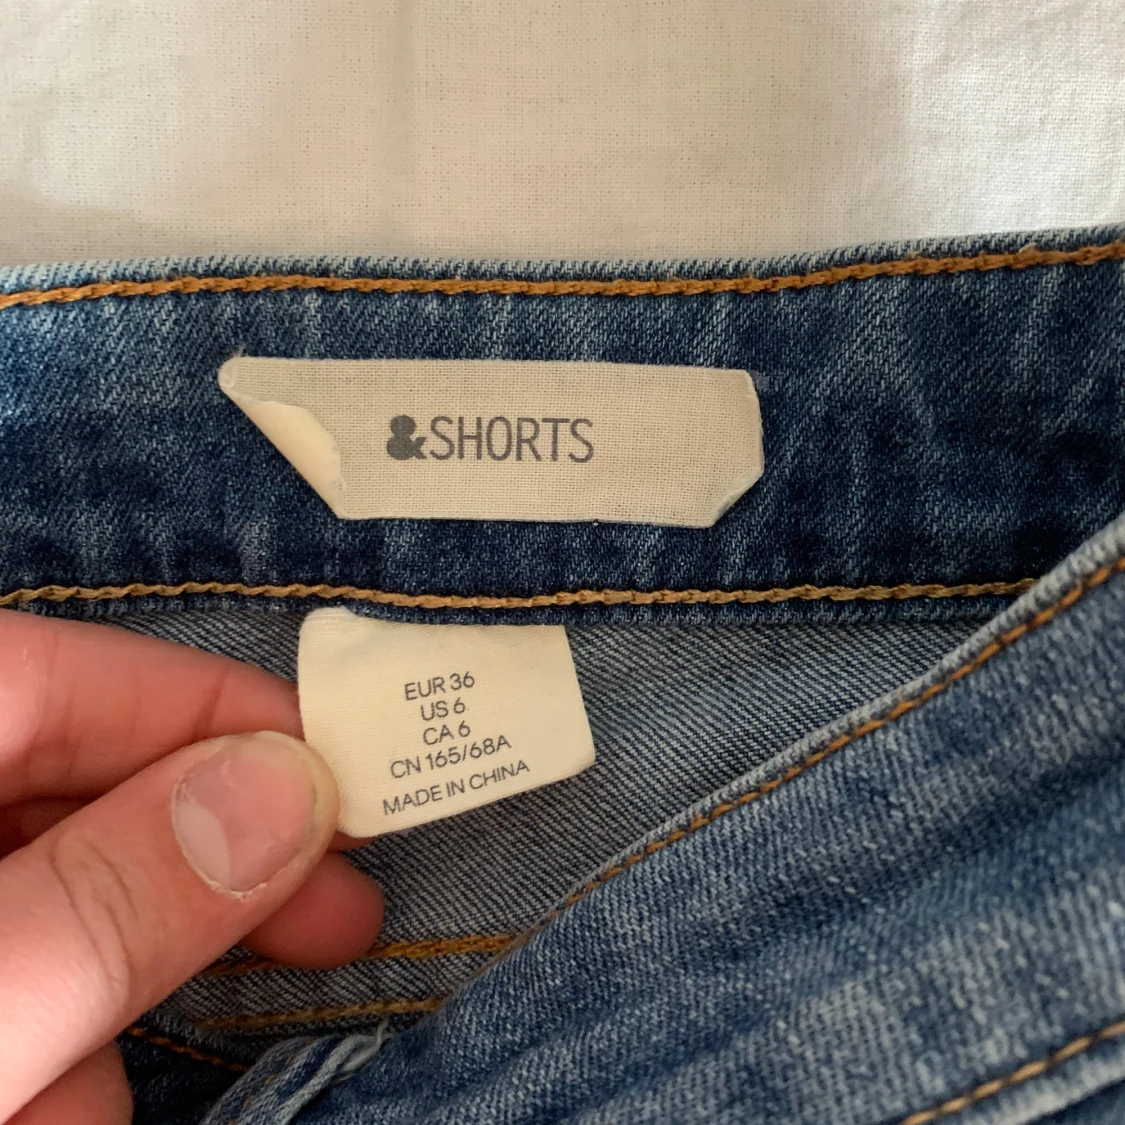 &SHORTS
EUR 36
US 6
CA 6
CN 165/68A
MADE IN CHINA